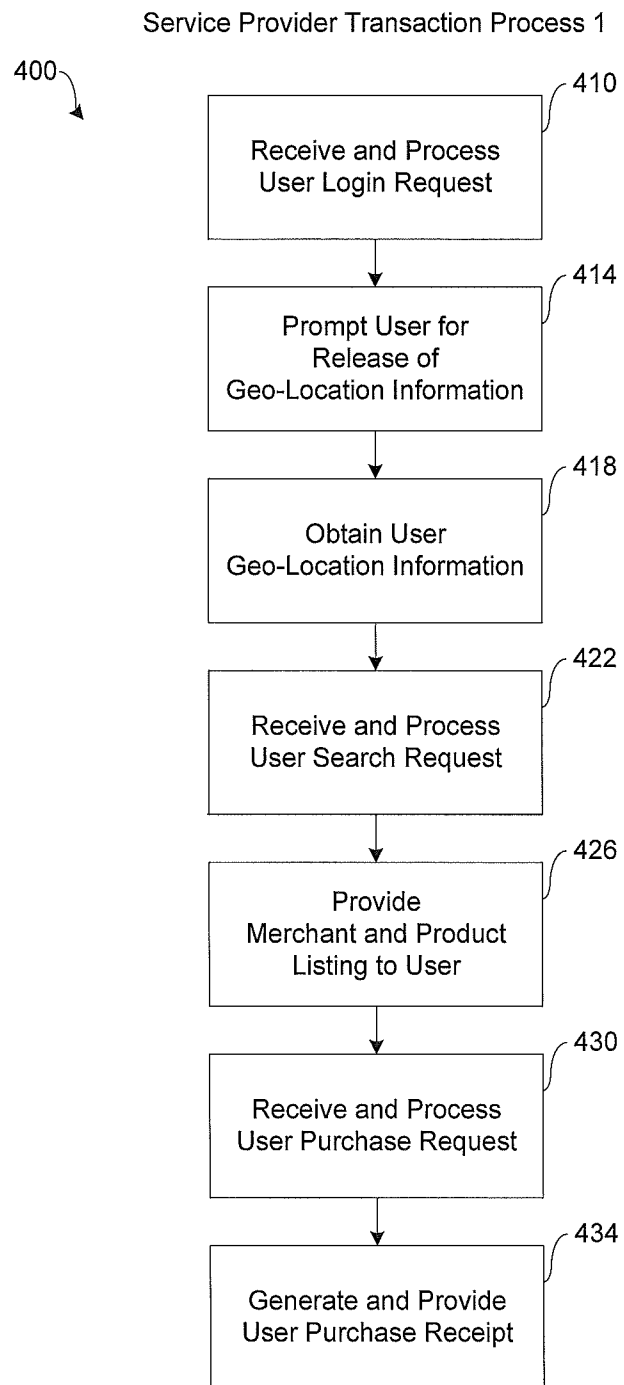 Service Provider Transaction Process 1
400
410
Receive and Process
User Login Request
414
Prompt User for
Release of
Geo-Location Information
418
Obtain User
Geo-Location Information
422
Receive and Process
User Search Request
426
Provide
Merchant and Product
Listing to User
430
Receive and Process
User Purchase Request
434
Generate and Provide
User Purchase Receipt